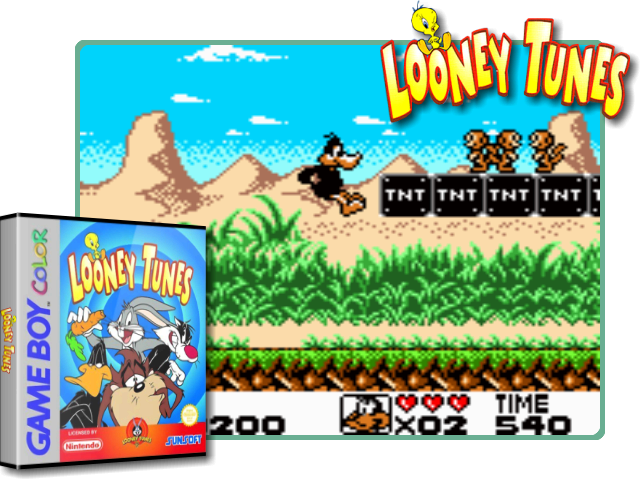 LOONEY TUNES
TNT TNT TNT TNT T
GAME BOY COLOR
LOONEY TUNES
LOONEY TUNES
LICENSED BY
Nintendo
SUNSOFT
TIME
200 X02 540